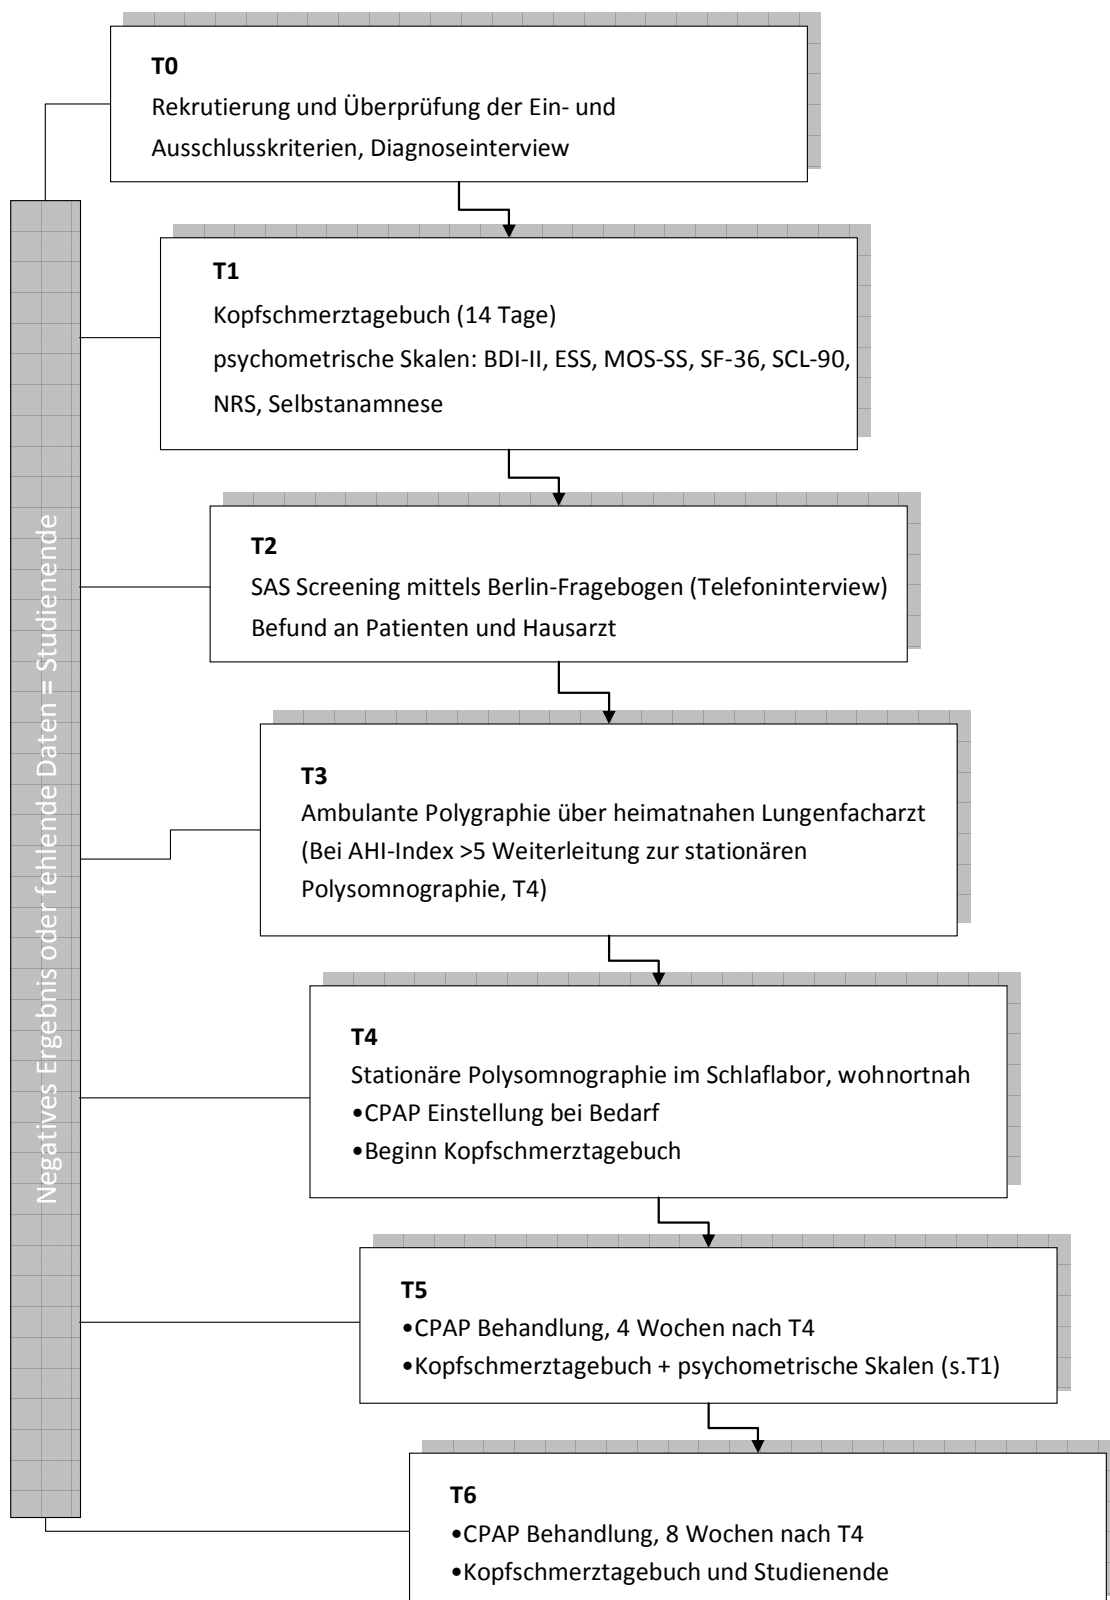 T0
Rekrutierung und Überprüfung der Ein- und
Ausschlusskriterien, Diagnoseinterview
T1
Kopfschmerztagebuch (14 Tage)
psychometrische Skalen: BDI-II, ESS, MOS-SS, SF-36, SCL-90,
NRS, Selbstanamnese
T2
SAS Screening mittels Berlin-Fragebogen (Telefoninterview)
Befund an Patienten und Hausarzt
T3
Ambulante Polygraphie über heimatnahen Lungenfacharzt
(Bei AHI-Index >5 Weiterleitung zur stationären
Polysomnographie, T4)
T4
Stationäre Polysomnographie im Schlaflabor, wohnortnah
•CPAP Einstellung bei Bedarf
•Beginn Kopfschmerztagebuch
T5
•CPAP Behandlung, 4 Wochen nach T4
•Kopfschmerztagebuch + psychometrische Skalen (s.T1)
T6
•CPAP Behandlung, 8 Wochen nach T4
•Kopfschmerztagebuch und Studienende
Negatives Ergebnis oder fehlende Daten = Studienende